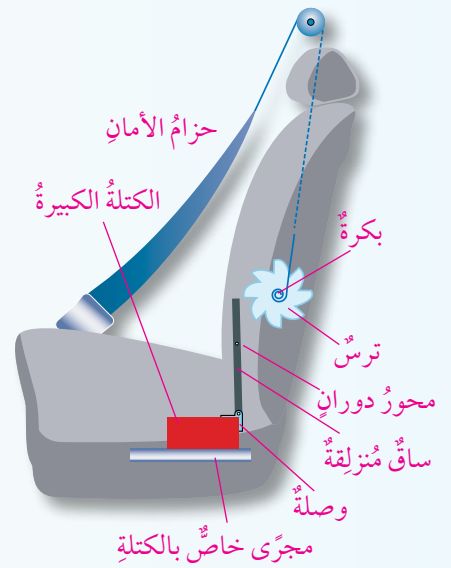 حزامُ الأمانِ
الكتلةُ الكبيرةُ
بكرةٌ
ترسٌ
محورُ دورانٍ
ساقٌ مُنزلِقةٌ
وصلةٌ
مجرًى خاصٌّ بالكتلةِ